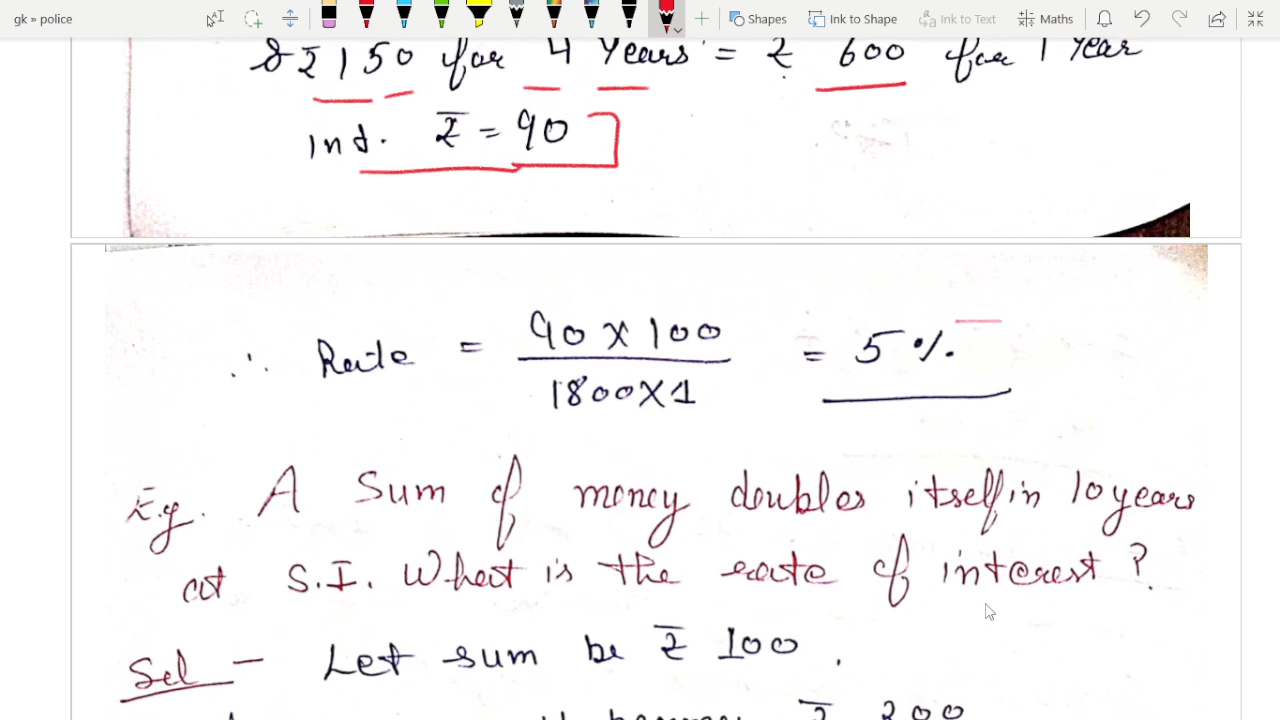 gk » police
Shapes
Ink to Shape
Ink to Text
Maths
& ₹ 150 for 4 Years = ₹ 600 for 1 Year
Int. ₹ = 90
∴ Rate = 90 X 100 / 1800 X 1 = 5 %.
Eg. A Sum of money doubles itself in 10 years
at S.I. What is the rate of interest ?
Sol - Let sum be ₹ 100.
₹ 200